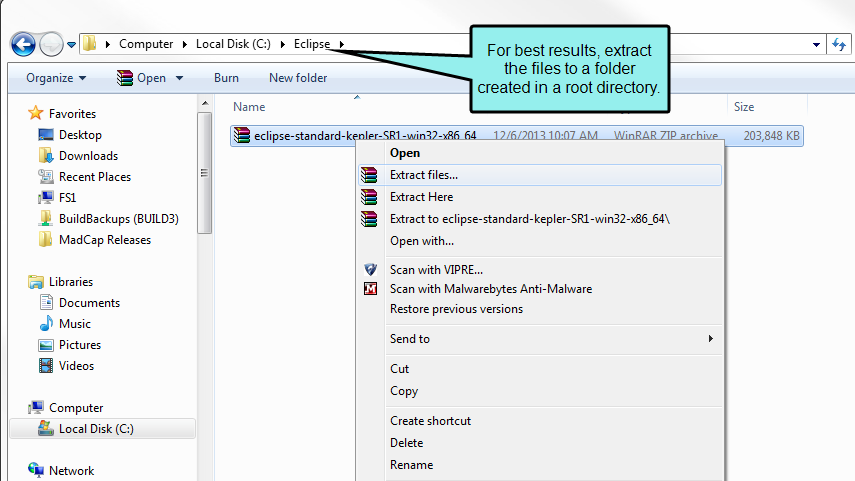 For best results, extract
the files to a folder
created in a root directory.
Computer Local Disk (C:) Eclipse
Organize Open Burn New folder
Name Size
Favorites
Desktop
Downloads
Recent Places
FS1
BuildBackups (BUILD3)
MadCap Releases
Libraries
Documents
Music
Pictures
Videos
Computer
Local Disk (C:)
Network
eclipse-standard-kepler-SR1-win32-x86_64 12/6/2013 10:07 AM WinRAR ZIP archive 203,848 KB
Open
Extract files...
Extract Here
Extract to eclipse-standard-kepler-SR1-win32-x86_64\
Open with...
Scan with VIPRE...
Scan with Malwarebytes Anti-Malware
Restore previous versions
Send to
Cut
Copy
Create shortcut
Delete
Rename